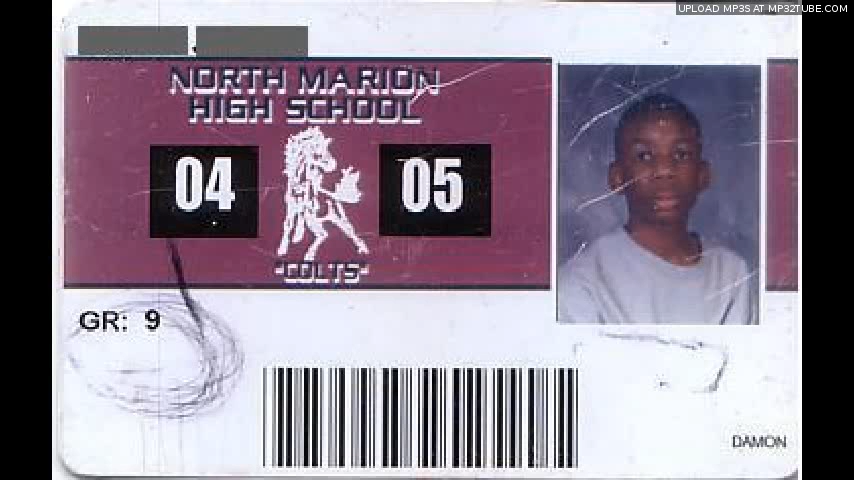 UPLOAD MP3S AT MP32TUBE.COM
NORTH MARION
HIGH SCHOOL
04 05
"COLTS"
GR: 9
DAMON